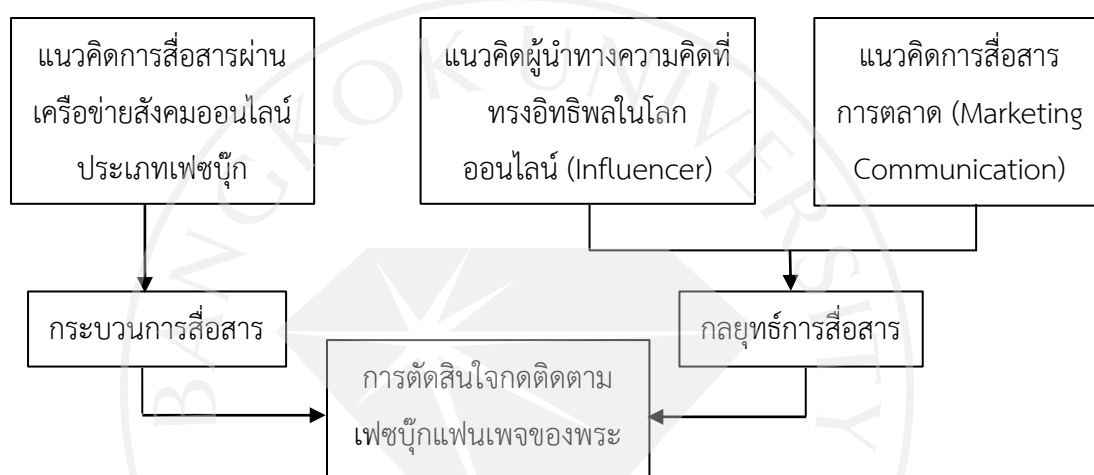 แนวคิดการสื่อสารผ่าน
เครือข่ายสังคมออนไลน์
ประเภทเฟซบุ๊ก
แนวคิดผู้นำทางความคิดที่
ทรงอิทธิพลในโลก
ออนไลน์ (Influencer)
แนวคิดการสื่อสาร
การตลาด (Marketing
Communication)
กระบวนการสื่อสาร
กลยุทธ์การสื่อสาร
การตัดสินใจกดติดตาม
เฟซบุ๊กแฟนเพจของพระ
BANGKOK UNIVERSITY